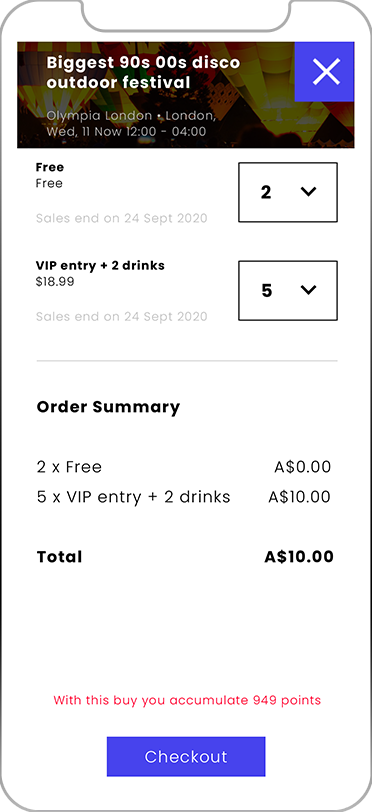 Biggest 90s 00s disco
outdoor festival
Olympia London • London,
Wed, 11 Now 12:00 - 04:00
Free
Free
2
Sales end on 24 Sept 2020
VIP entry + 2 drinks
$18.99
5
Sales end on 24 Sept 2020
Order Summary
2 x Free A$0.00
5 x VIP entry + 2 drinks A$10.00
Total A$10.00
With this buy you accumulate 949 points
Checkout